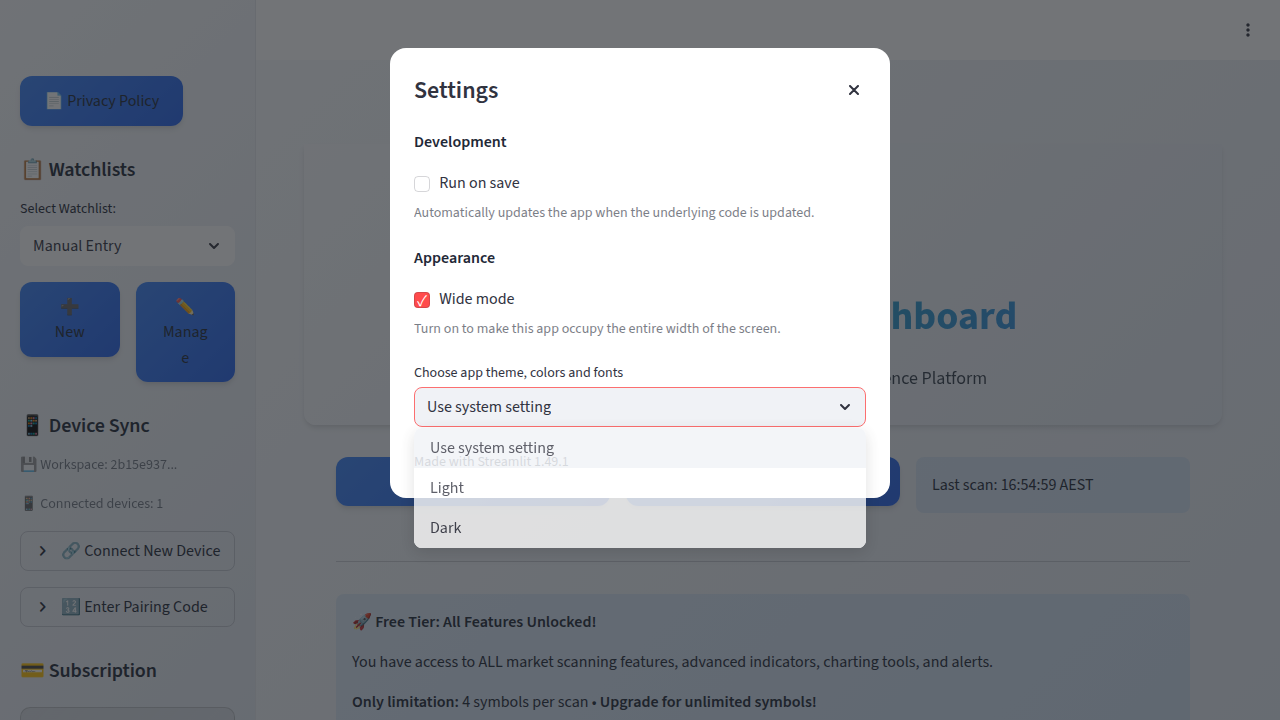 📄 Privacy Policy
📋 Watchlists
Select Watchlist:
Manual Entry
➕
New
✏️
Manag
e
📱 Device Sync
💾 Workspace: 2b15e937...
📱 Connected devices: 1
🔗 Connect New Device
🔢 Enter Pairing Code
💳 Subscription
Settings
Development
Run on save
Automatically updates the app when the underlying code is updated.
Appearance
Wide mode
Turn on to make this app occupy the entire width of the screen.
Choose app theme, colors and fonts
Use system setting
Use system setting
Made with Streamlit 1.49.1
Light
Dark
hboard
nce Platform
Last scan: 16:54:59 AEST
🚀 Free Tier: All Features Unlocked!
You have access to ALL market scanning features, advanced indicators, charting tools, and alerts.
Only limitation: 4 symbols per scan • Upgrade for unlimited symbols!